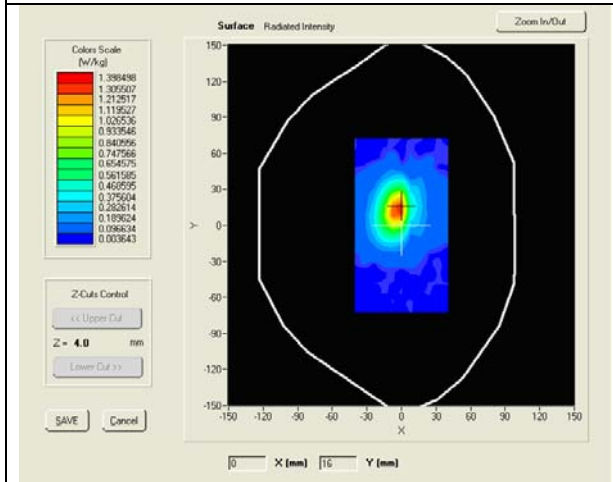 Surface Radiated Intensity
Zoom In/Out
Colors Scale
(W/kg)
1.398498
1.305507
1.212517
1.119527
1.026536
0.933546
0.840556
0.747566
0.654575
0.561585
0.468595
0.375604
0.282614
0.189624
0.096634
0.003643
Z-Cuts Control
<< Upper Cut
Z = 4.0 mm
Lower Cut >>
SAVE Cancel
150
120
90
60
30
0
-30
-60
-90
-120
-150
Y
-150 -120 -90 -60 -30 0 30 60 90 120 150
X
0 X (mm) 16 Y (mm)